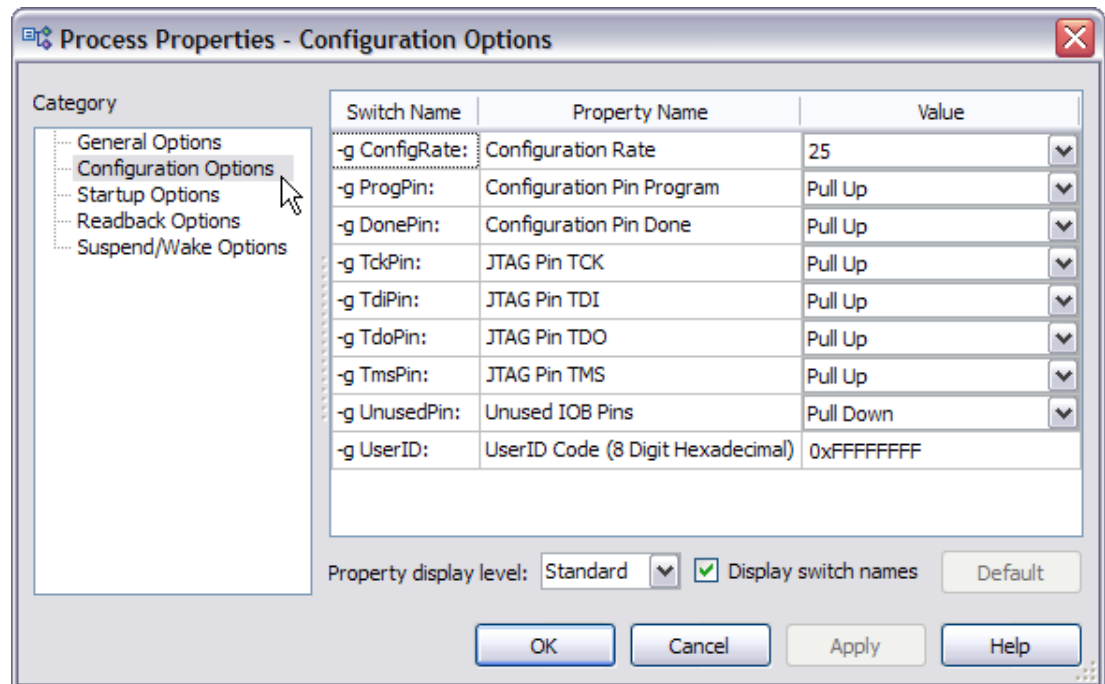 Process Properties - Configuration Options
Category
General Options
Configuration Options
Startup Options
Readback Options
Suspend/Wake Options
Switch Name Property Name Value
-g ConfigRate: Configuration Rate 25
-g ProgPin: Configuration Pin Program Pull Up
-g DonePin: Configuration Pin Done Pull Up
-g TckPin: JTAG Pin TCK Pull Up
-g TdiPin: JTAG Pin TDI Pull Up
-g TdoPin: JTAG Pin TDO Pull Up
-g TmsPin: JTAG Pin TMS Pull Up
-g UnusedPin: Unused IOB Pins Pull Down
-g UserID: UserID Code (8 Digit Hexadecimal) 0xFFFFFFFF
Property display level: Standard Display switch names Default
OK Cancel Apply Help